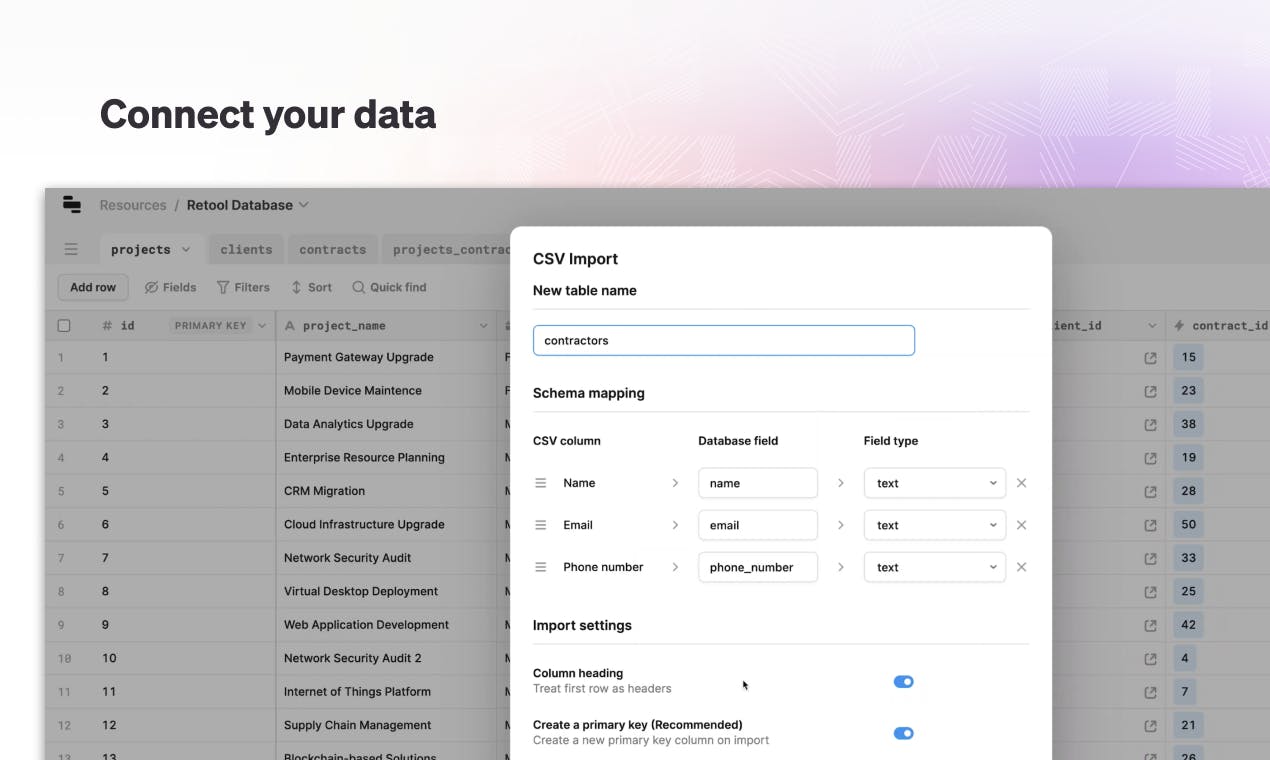 Connect your data
Resources / Retool Database
projects clients contracts
Add row Fields Filters Sort Quick find
# id PRIMARY KEY A project_name contract_id
1 1 Payment Gateway Upgrade 15
2 2 Mobile Device Maintence 23
3 3 Data Analytics Upgrade 38
4 4 Enterprise Resource Planning 19
5 5 CRM Migration 28
6 6 Cloud Infrastructure Upgrade 50
7 7 Network Security Audit 33
8 8 Virtual Desktop Deployment 25
9 9 Web Application Development 42
10 10 Network Security Audit 2 4
11 11 Internet of Things Platform 7
12 12 Supply Chain Management 21
13 13 Blockchain-based Solutions 26
CSV Import
New table name
contractors
Schema mapping
CSV column Database field Field type
Name name text
Email email text
Phone number phone_number text
Import settings
Column heading
Treat first row as headers
Create a primary key (Recommended)
Create a new primary key column on import